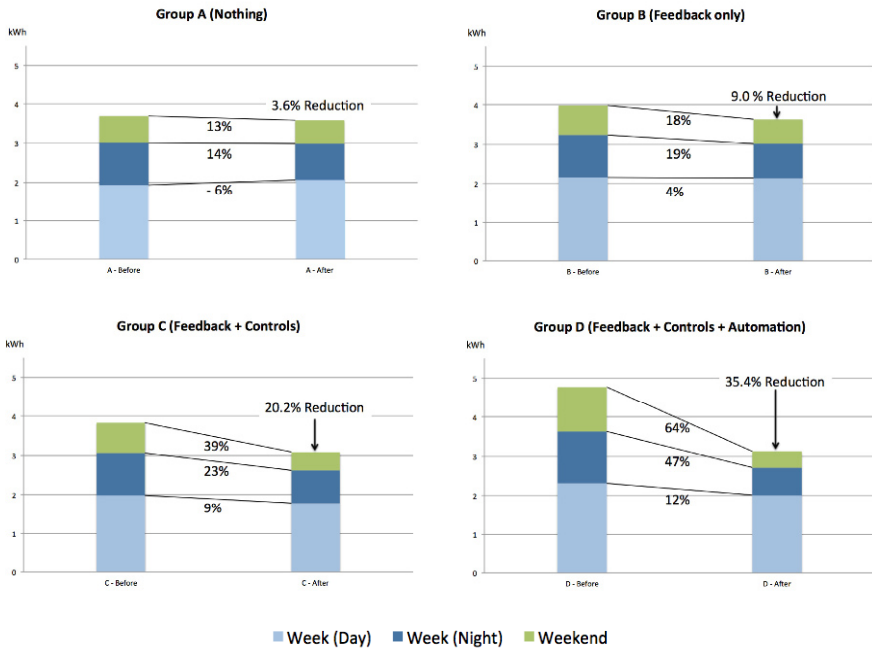 Group A (Nothing)
kWh
5
4
3
2
1
0
3.6% Reduction
13%
14%
- 6%
A - Before
A - After
Group B (Feedback only)
kWh
5
4
3
2
1
0
9.0 % Reduction
18%
19%
4%
B - Before
B - After
Group C (Feedback + Controls)
kWh
5
4
3
2
1
0
20.2% Reduction
39%
23%
9%
C - Before
C - After
Group D (Feedback + Controls + Automation)
kWh
5
4
3
2
1
0
35.4% Reduction
64%
47%
12%
D - Before
D - After
Week (Day) Week (Night) Weekend